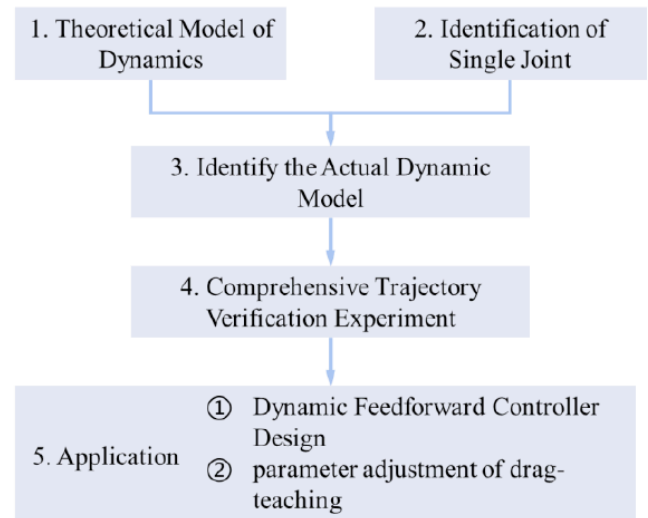 1. Theoretical Model of
Dynamics
2. Identification of
Single Joint
3. Identify the Actual Dynamic
Model
4. Comprehensive Trajectory
Verification Experiment
5. Application
① Dynamic Feedforward Controller
Design
② parameter adjustment of drag-
teaching